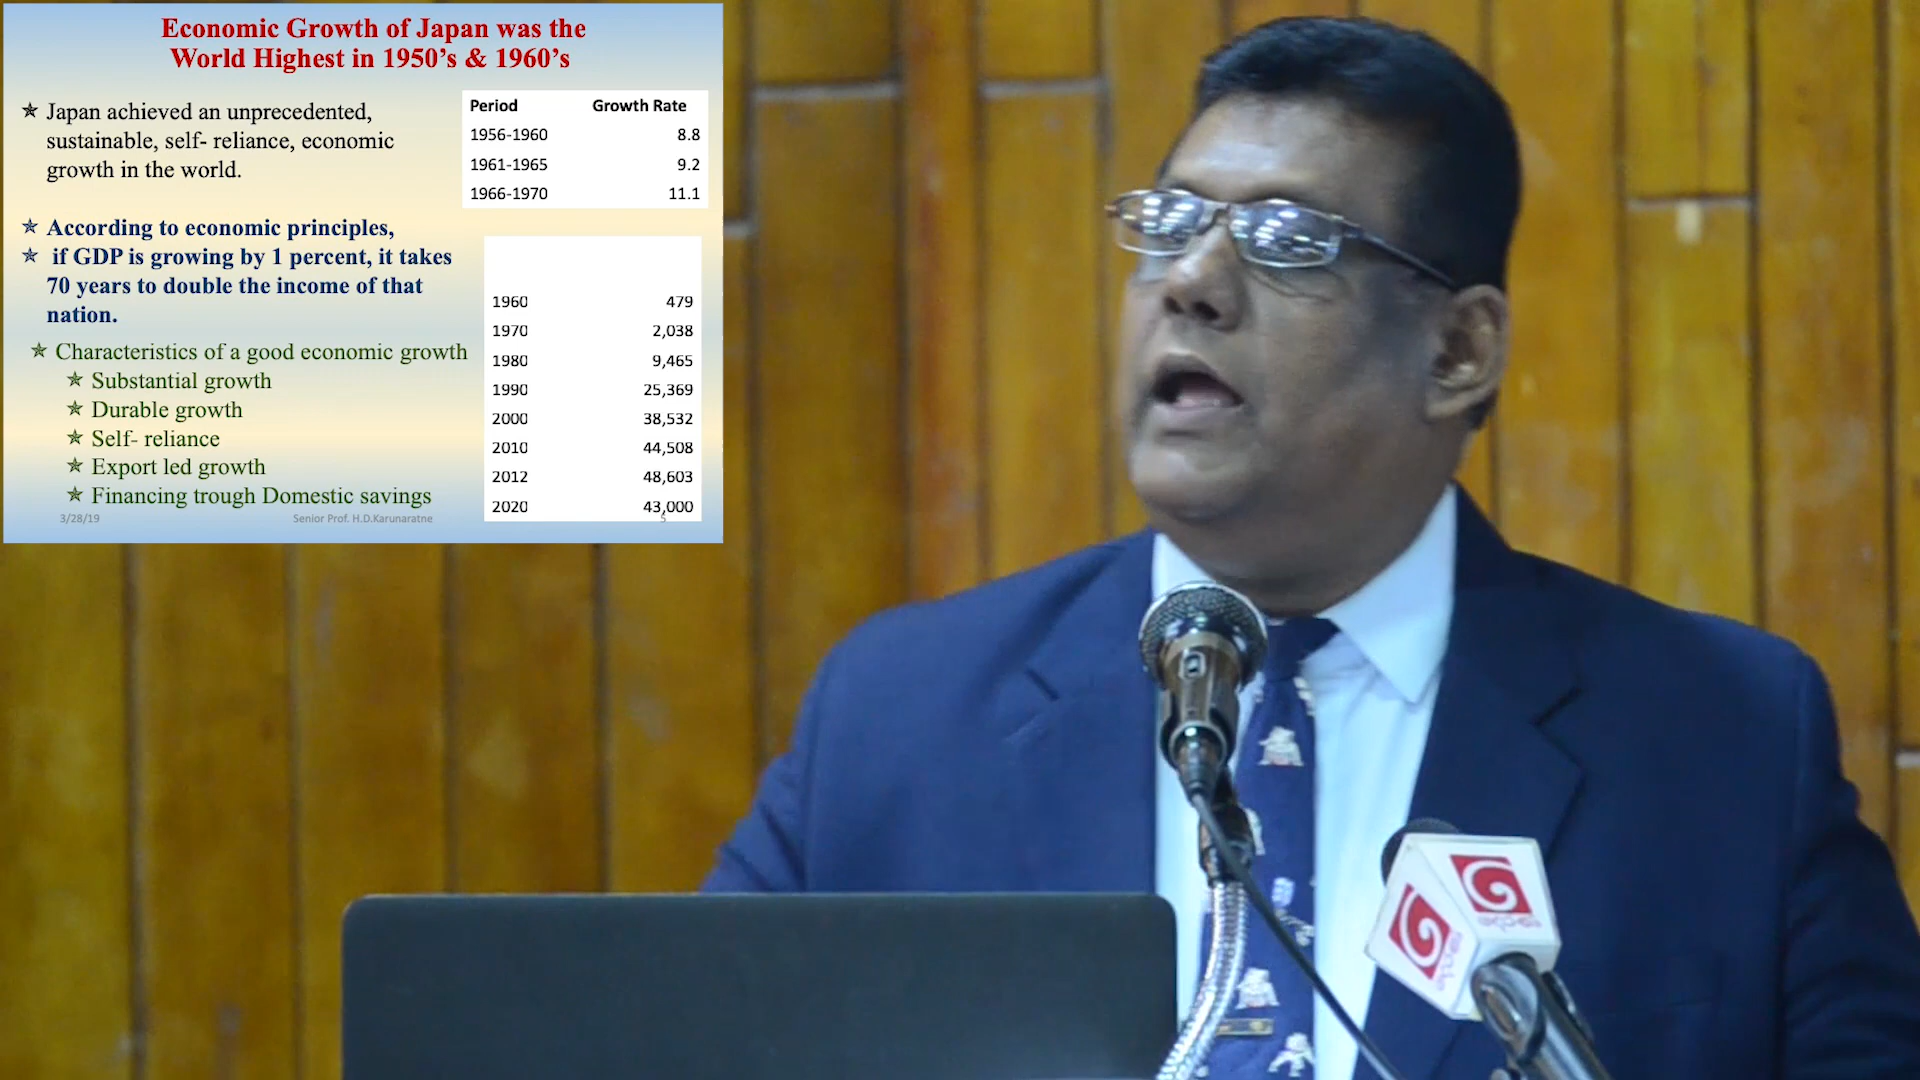 Economic Growth of Japan was the
World Highest in 1950’s & 1960’s
✯ Japan achieved an unprecedented,
sustainable, self- reliance, economic
growth in the world.
✯ According to economic principles,
✯ if GDP is growing by 1 percent, it takes
70 years to double the income of that
nation.
✯ Characteristics of a good economic growth
✯ Substantial growth
✯ Durable growth
✯ Self- reliance
✯ Export led growth
✯ Financing trough Domestic savings
Period Growth Rate
1956-1960 8.8
1961-1965 9.2
1966-1970 11.1
1960 479
1970 2,038
1980 9,465
1990 25,369
2000 38,532
2010 44,508
2012 48,603
2020 43,000
3/28/19 Senior Prof. H.D.Karunaratne 5